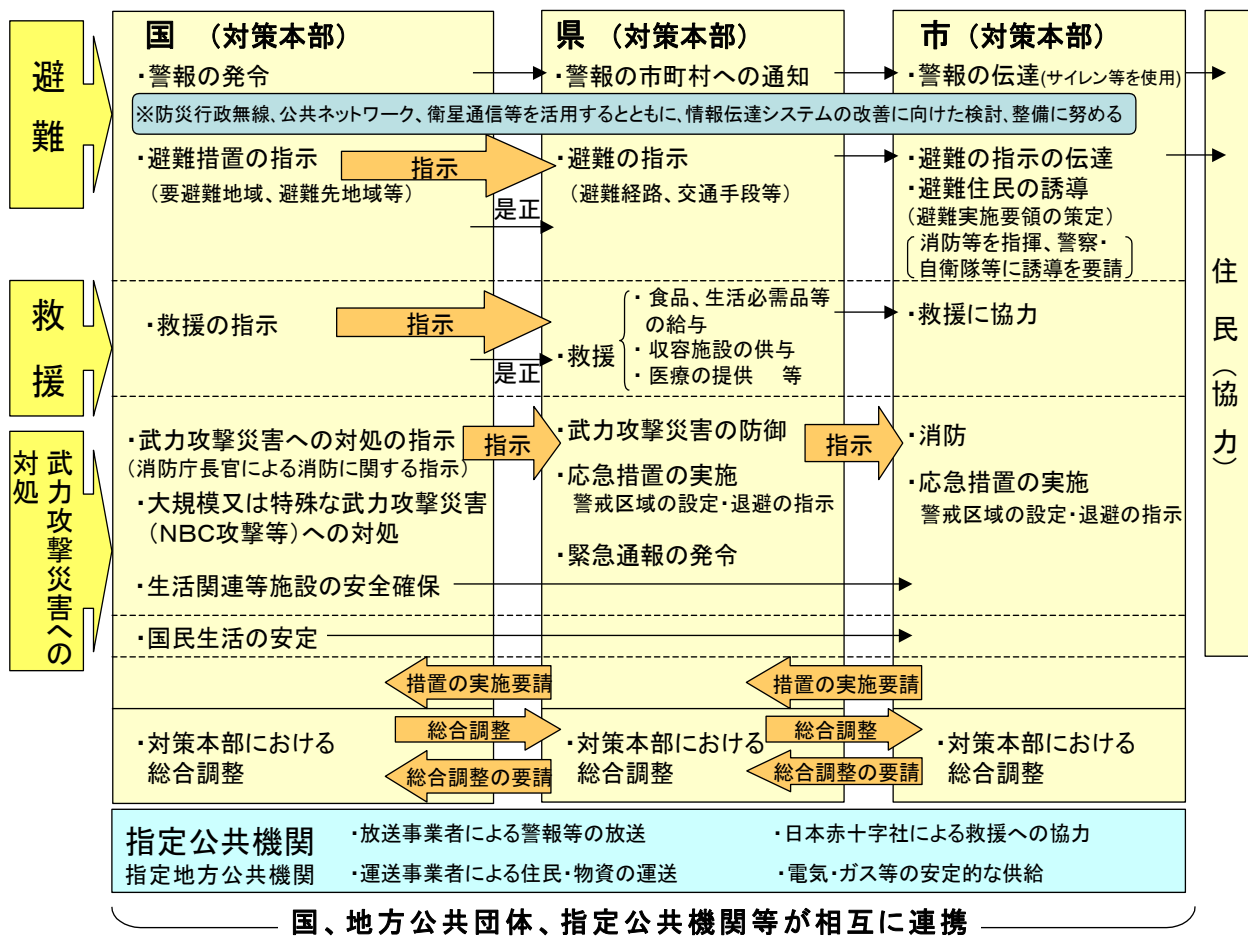 避難
国 （対策本部）
・警報の発令
県 （対策本部）
・警報の市町村への通知
市 （対策本部）
・警報の伝達(サイレン等を使用)
※防災行政無線、公共ネットワーク、衛星通信等を活用するとともに、情報伝達システムの改善に向けた検討、整備に努める
・避難措置の指示
（要避難地域、避難先地域等）
指示
是正
・避難の指示
（避難経路、交通手段等）
・避難の指示の伝達
・避難住民の誘導
（避難実施要領の策定）
消防等を指揮、警察・
自衛隊等に誘導を要請
救援
・救援の指示
指示
是正
・救援
・ 食品、生活必需品等
の給与
・ 収容施設の供与
・ 医療の提供　等
・救援に協力
武力攻撃災害への
対処
・武力攻撃災害への対処の指示
（消防庁長官による消防に関する指示）
・大規模又は特殊な武力攻撃災害
（NBC攻撃等）への対処
・生活関連等施設の安全確保
指示
・武力攻撃災害の防御
・応急措置の実施
警戒区域の設定・退避の指示
・緊急通報の発令
指示
・消防
・応急措置の実施
警戒区域の設定・退避の指示
・国民生活の安定
措置の実施要請
措置の実施要請
・対策本部における
総合調整
総合調整
総合調整の要請
・対策本部における
総合調整
総合調整
総合調整の要請
・対策本部における
総合調整
住民（協力）
指定公共機関
指定地方公共機関
・放送事業者による警報等の放送
・運送事業者による住民・物資の運送
・日本赤十字社による救援への協力
・電気・ガス等の安定的な供給
国、地方公共団体、指定公共機関等が相互に連携